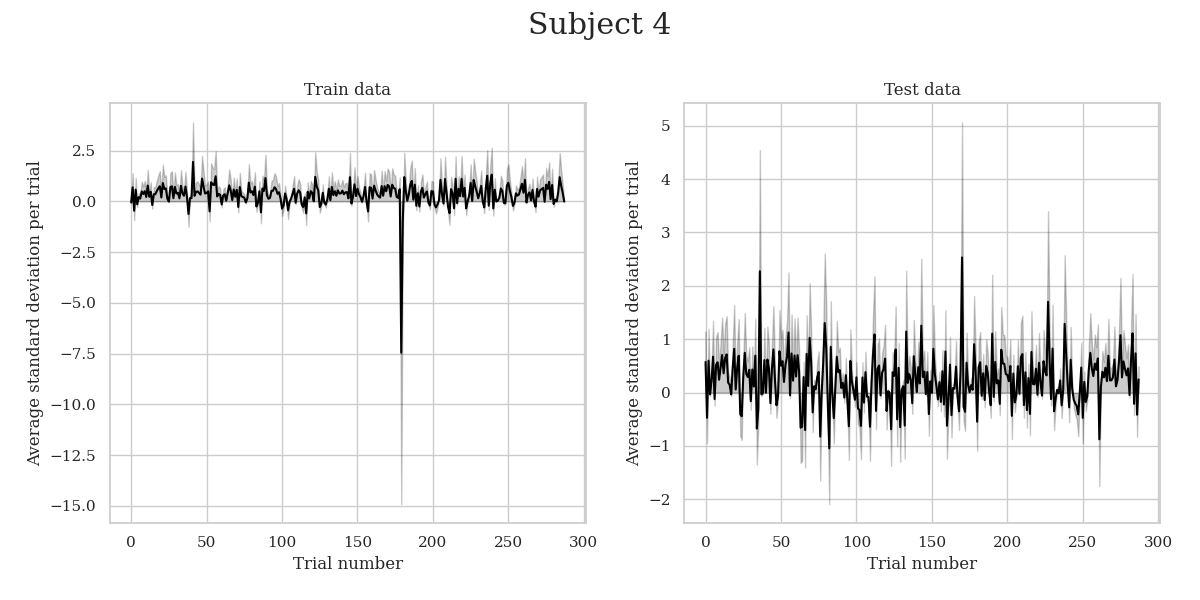 Subject 4
Train data
Average standard deviation per trial
2.5
0.0
−2.5
−5.0
−7.5
−10.0
−12.5
−15.0
0 50 100 150 200 250 300
Trial number
Test data
Average standard deviation per trial
5
4
3
2
1
0
−1
−2
0 50 100 150 200 250 300
Trial number